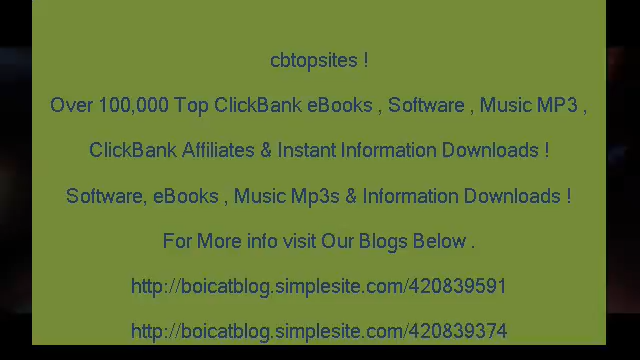 cbtopsites !
Over 100,000 Top ClickBank eBooks , Software , Music MP3 ,
ClickBank Affiliates & Instant Information Downloads !
Software, eBooks , Music Mp3s & Information Downloads !
For More info visit Our Blogs Below .
http://boicatblog.simplesite.com/420839591
http://boicatblog.simplesite.com/420839374